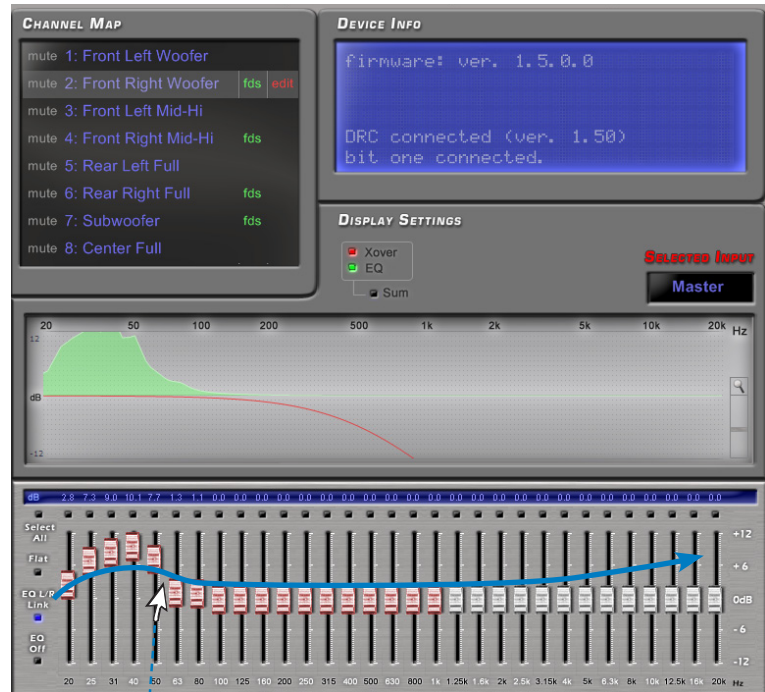 CHANNEL MAP
mute 1: Front Left Woofer
mute 2: Front Right Woofer fds edit
mute 3: Front Left Mid-Hi
mute 4: Front Right Mid-Hi fds
mute 5: Rear Left Full
mute 6: Rear Right Full fds
mute 7: Subwoofer fds
mute 8: Center Full
DEVICE INFO
firmware: ver. 1.5.0.0
DRC connected (ver. 1.50)
bit one connected.
DISPLAY SETTINGS
Xover
EQ
Sum
SELECTED INPUT
Master
20 50 100 200 500 1k 2k 5k 10k 20k Hz
12
dB
-12
dB 2.8 7.3 9.0 10.1 7.7 1.3 1.1 0.0 0.0 0.0 0.0 0.0 0.0 0.0 0.0 0.0 0.0 0.0 0.0 0.0 0.0 0.0 0.0 0.0 0.0 0.0 0.0 0.0 0.0 0.0 0.0
Select
All
Flat
EQ L/R
Link
EQ
Off
+12
+6
0dB
-6
-12
20 25 31 40 50 63 80 100 125 160 200 250 315 400 500 630 800 1k 1.25k 1.6k 2k 2.5k 3.15k 4k 5k 6.3k 8k 10k 12.5k 16k 20k Hz